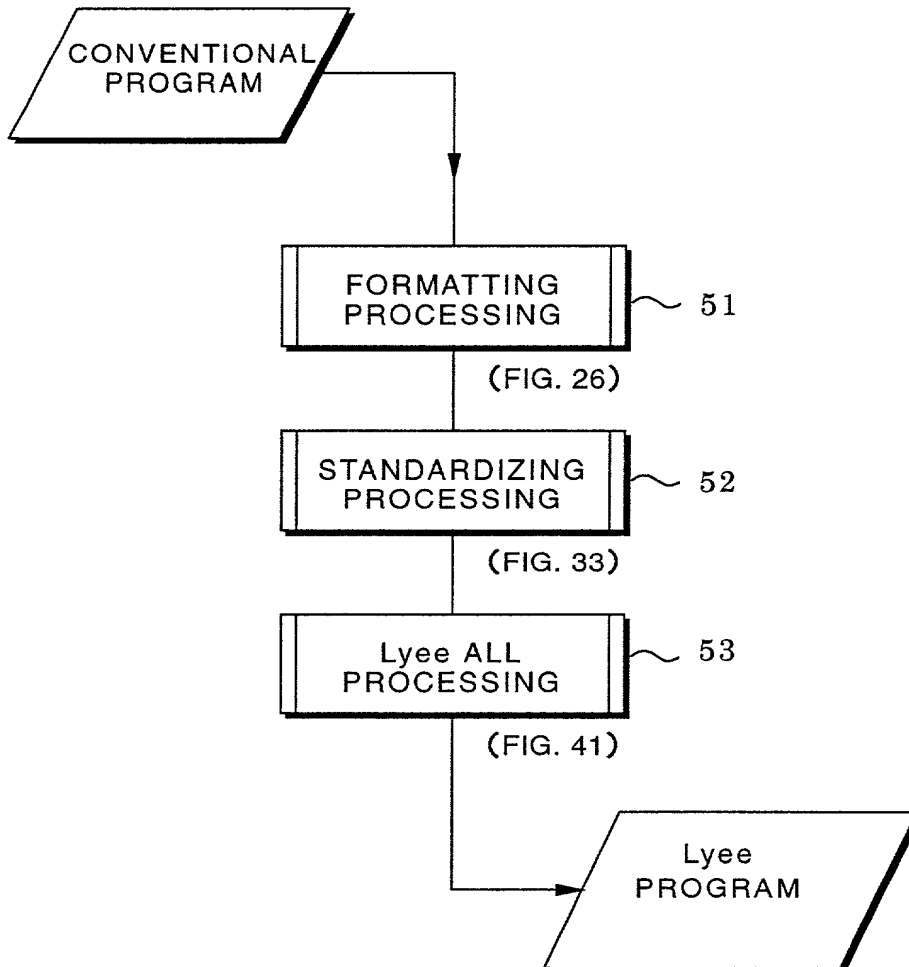 CONVENTIONAL
PROGRAM
FORMATTING
PROCESSING
51
(FIG. 26)
STANDARDIZING
PROCESSING
52
(FIG. 33)
Lyee ALL
PROCESSING
53
(FIG. 41)
Lyee
PROGRAM